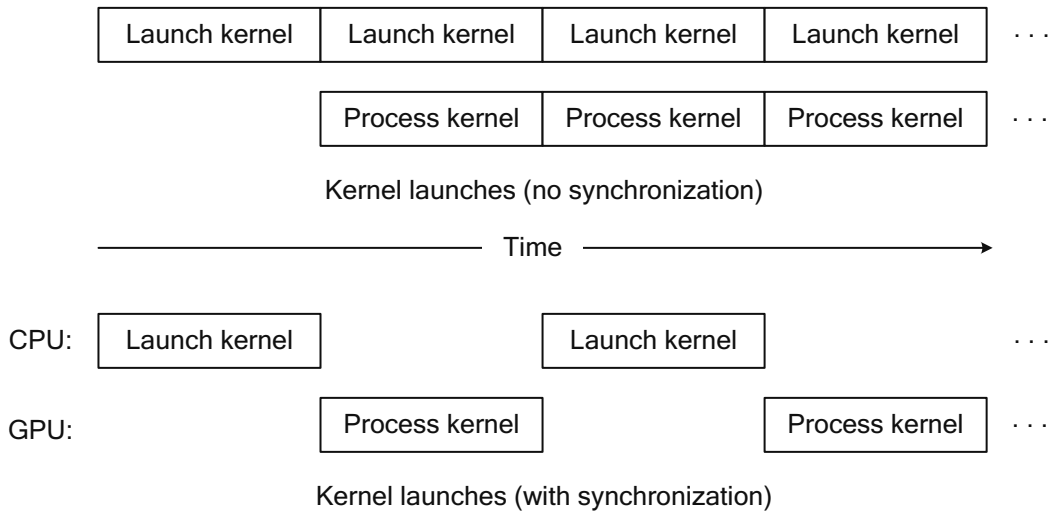 Launch kernel Launch kernel Launch kernel Launch kernel · · ·
Process kernel Process kernel Process kernel · · ·
Kernel launches (no synchronization)
Time
CPU: Launch kernel Launch kernel · · ·
GPU: Process kernel Process kernel · · ·
Kernel launches (with synchronization)